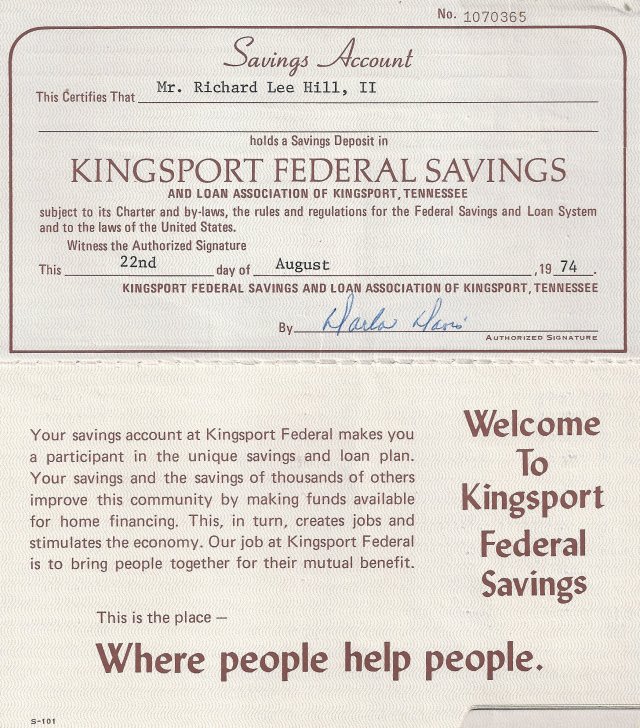 No. 1070365
Savings Account
This Certifies That Mr. Richard Lee Hill, II
holds a Savings Deposit in
KINGSPORT FEDERAL SAVINGS
AND LOAN ASSOCIATION OF KINGSPORT, TENNESSEE
subject to its Charter and by-laws, the rules and regulations for the Federal Savings and Loan System
and to the laws of the United States.
Witness the Authorized Signature
This 22nd day of August, 19 74.
KINGSPORT FEDERAL SAVINGS AND LOAN ASSOCIATION OF KINGSPORT, TENNESSEE
By Darla Davis
AUTHORIZED SIGNATURE
Your savings account at Kingsport Federal makes you
a participant in the unique savings and loan plan.
Your savings and the savings of thousands of others
improve this community by making funds available
for home financing. This, in turn, creates jobs and
stimulates the economy. Our job at Kingsport Federal
is to bring people together for their mutual benefit.
Welcome
To
Kingsport
Federal
Savings
This is the place —
Where people help people.
S-101